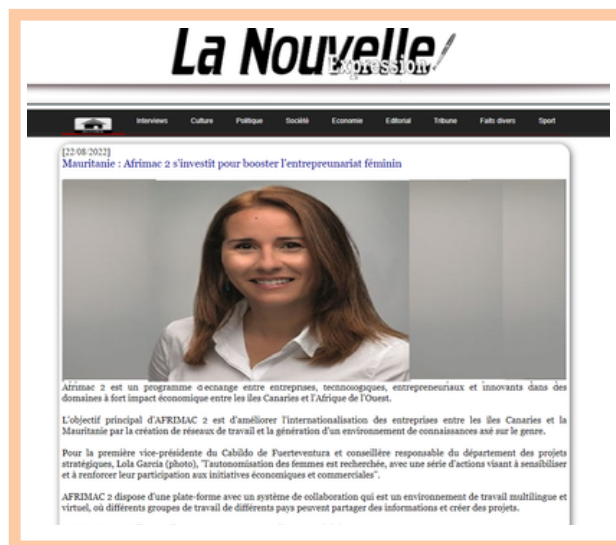 La Nouvelle
Expression
Interviews Culture Politique Société Economie Editorial Tribune Faits divers Sport
[22/08/2022]
Mauritanie : Afrimac 2 s'investit pour booster l'entrepreunariat féminin
Afrimac 2 est un programme d'échange entre entreprises, technologiques, entrepreneuriaux et innovants dans des
domaines à fort impact économique entre les îles Canaries et l'Afrique de l'Ouest.
L'objectif principal d'AFRIMAC 2 est d'améliorer l'internationalisation des entreprises entre les îles Canaries et la
Mauritanie par la création de réseaux de travail et la génération d'un environnement de connaissances axé sur le genre.
Pour la première vice-présidente du Cabildo de Fuerteventura et conseillère responsable du département des projets
stratégiques, Lola Garcia (photo), "l'autonomisation des femmes est recherchée, avec une série d'actions visant à sensibiliser
et à renforcer leur participation aux initiatives économiques et commerciales".
AFRIMAC 2 dispose d'une plate-forme avec un système de collaboration qui est un environnement de travail multilingue et
virtuel, où différents groupes de travail de différents pays peuvent partager des informations et créer des projets.